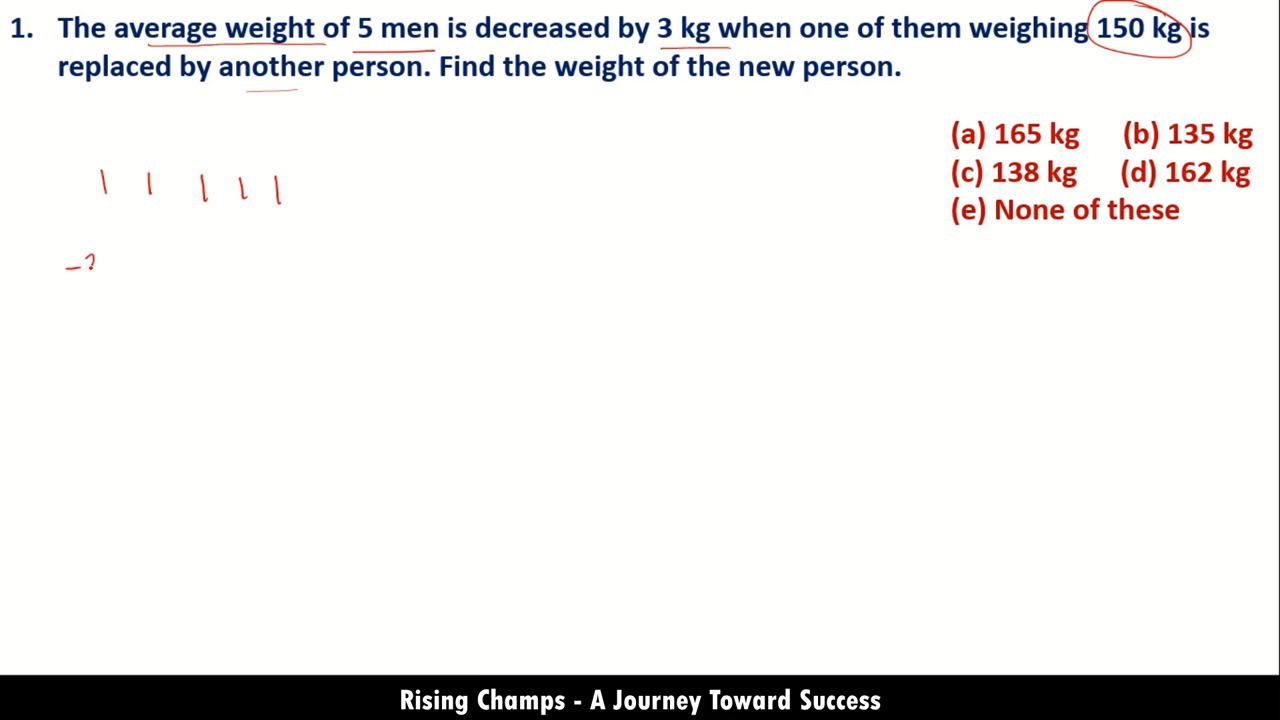 1. The average weight of 5 men is decreased by 3 kg when one of them weighing 150 kg is
replaced by another person. Find the weight of the new person.
(a) 165 kg (b) 135 kg
(c) 138 kg (d) 162 kg
(e) None of these
| | | | |
Rising Champs - A Journey Toward Success